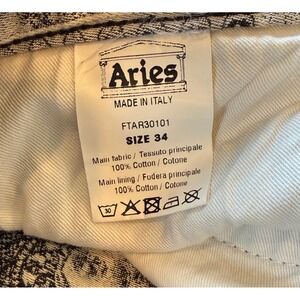 Aries
MADE IN ITALY
FTAR30101
SIZE 34
Main fabric / Tessuto principale
100% Cotton / Cotone
Main lining / Fodera principale
100% Cotton / Cotone
30